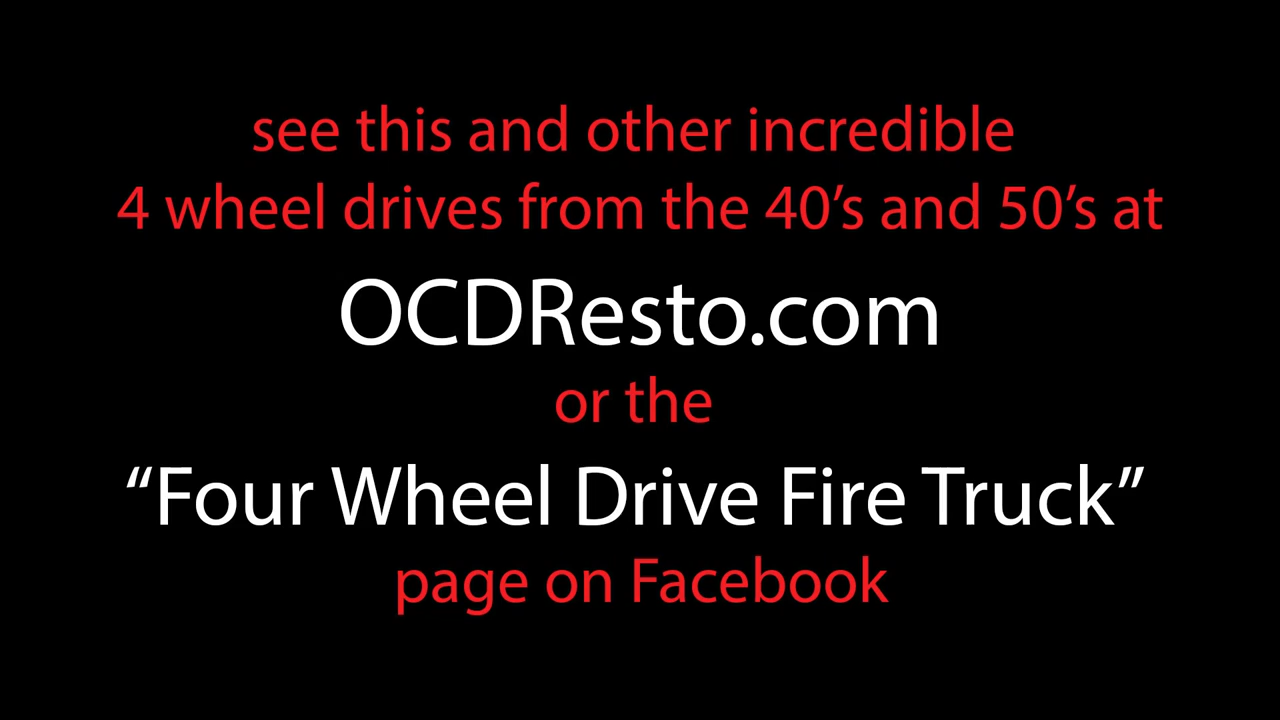 see this and other incredible
4 wheel drives from the 40’s and 50’s at
OCDResto.com
or the
“Four Wheel Drive Fire Truck”
page on Facebook